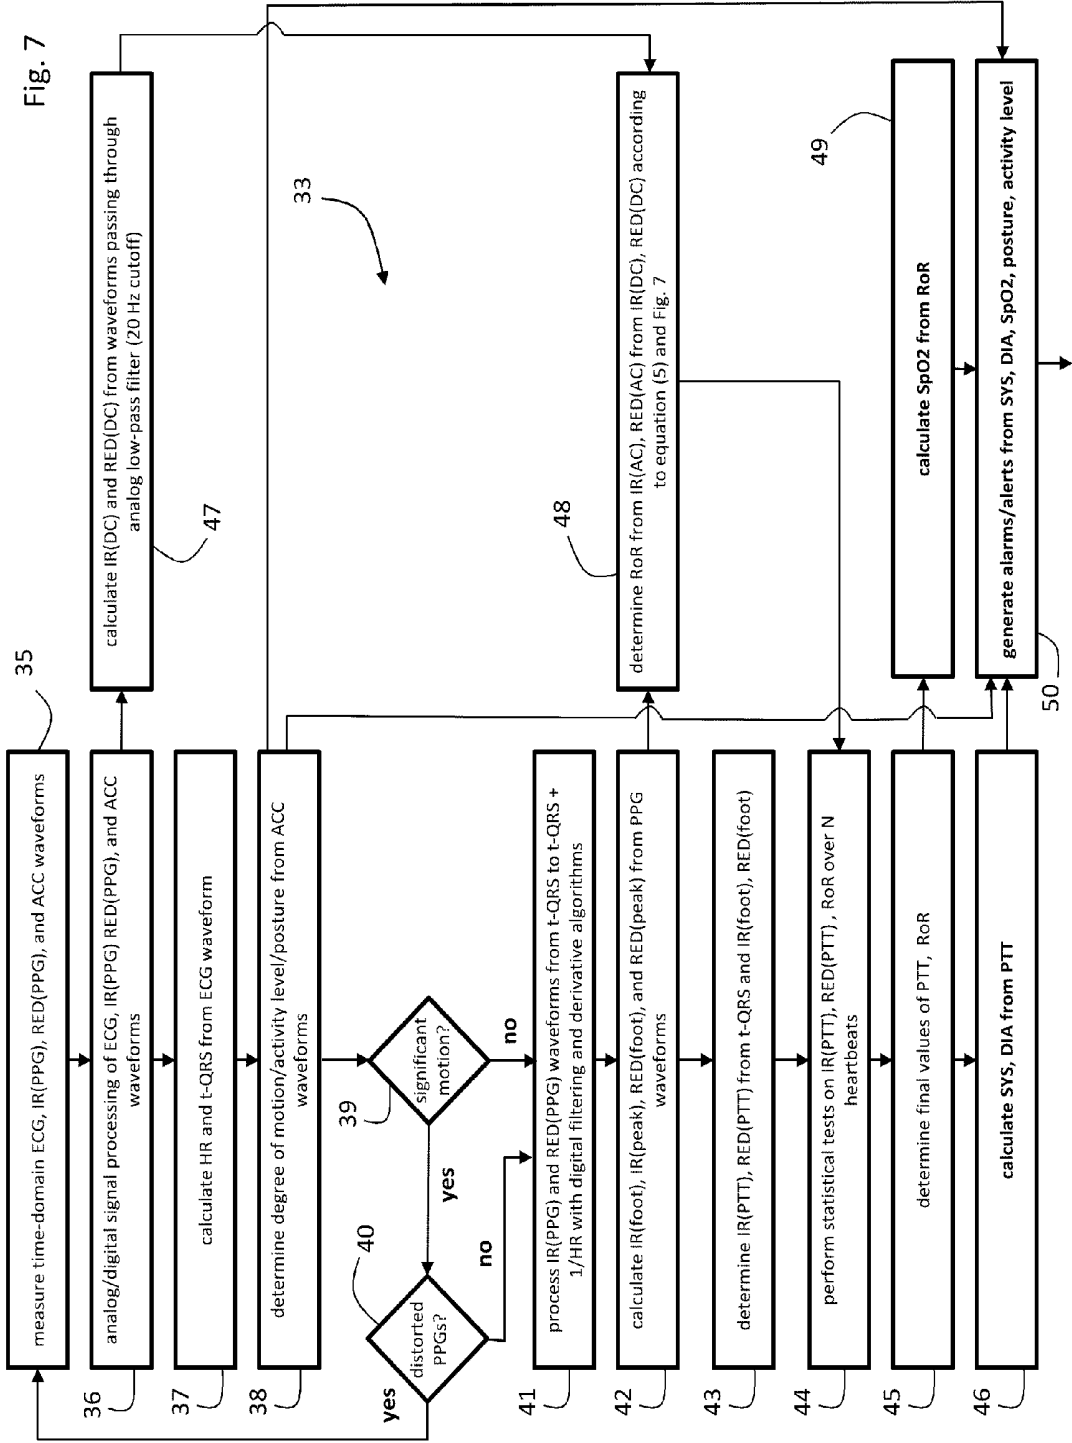 Fig. 7
33
35
measure time-domain ECG, IR(PPG), RED(PPG), and ACC waveforms
36
analog/digital signal processing of ECG, IR(PPG) RED(PPG), and ACC
waveforms
47
calculate IR(DC) and RED(DC) from waveforms passing through
analog low-pass filter (20 Hz cutoff)
37
calculate HR and t-QRS from ECG waveform
38
determine degree of motion/activity level/posture from ACC
waveforms
39
significant
motion?
yes
no
40
distorted
PPGs?
yes
no
41
process IR(PPG) and RED(PPG) waveforms from t-QRS to t-QRS +
1/HR with digital filtering and derivative algorithms
42
calculate IR(foot), IR(peak), RED(foot), and RED(peak) from PPG
waveforms
48
determine RoR from IR(AC), RED(AC) from IR(DC), RED(DC) according
to equation (5) and Fig. 7
43
determine IR(PTT), RED(PTT) from t-QRS and IR(foot), RED(foot)
44
perform statistical tests on IR(PTT), RED(PTT) , RoR over N
heartbeats
45
determine final values of PTT, RoR
49
calculate SpO2 from RoR
46
calculate SYS, DIA from PTT
50
generate alarms/alerts from SYS, DIA, SpO2, posture, activity level